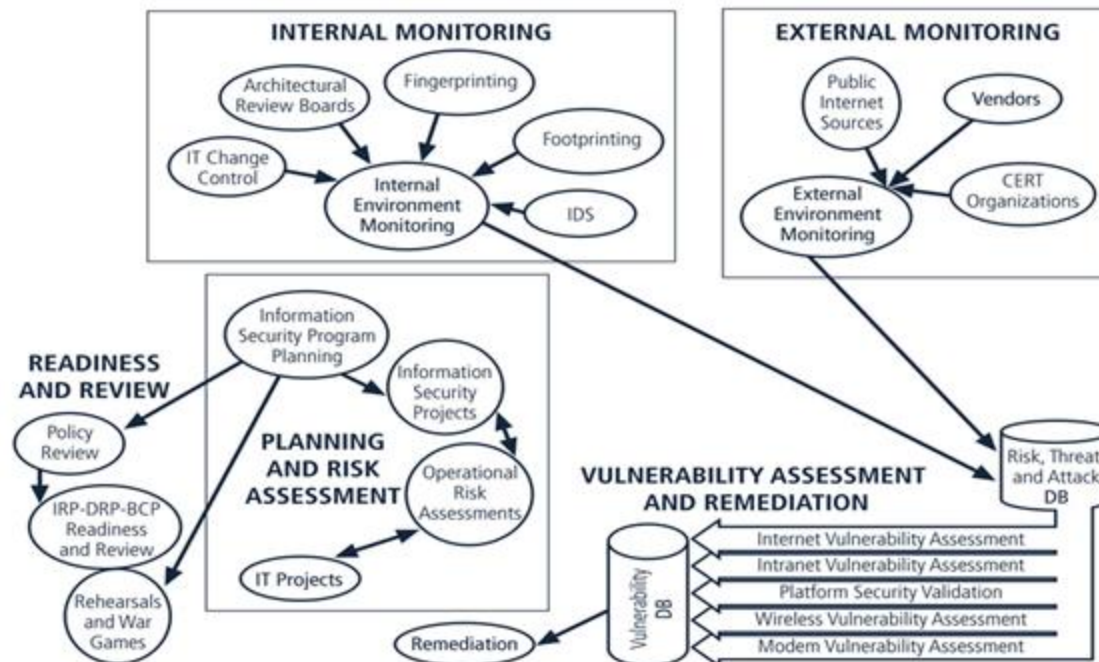 INTERNAL MONITORING
Architectural
Review Boards
Fingerprinting
Footprinting
IT Change
Control
Internal
Environment
Monitoring
IDS
EXTERNAL MONITORING
Public
Internet
Sources
Vendors
CERT
Organizations
External
Environment
Monitoring
Information
Security Program
Planning
Information
Security
Projects
PLANNING
AND RISK
ASSESSMENT
Operational
Risk
Assessments
IT Projects
READINESS
AND REVIEW
Policy
Review
IRP-DRP-BCP
Readiness
and Review
Rehearsals
and War
Games
VULNERABILITY ASSESSMENT
AND REMEDIATION
Risk, Threat
and Attack
DB
Internet Vulnerability Assessment
Intranet Vulnerability Assessment
Platform Security Validation
Wireless Vulnerability Assessment
Modem Vulnerability Assessment
Vulnerability
DB
Remediation